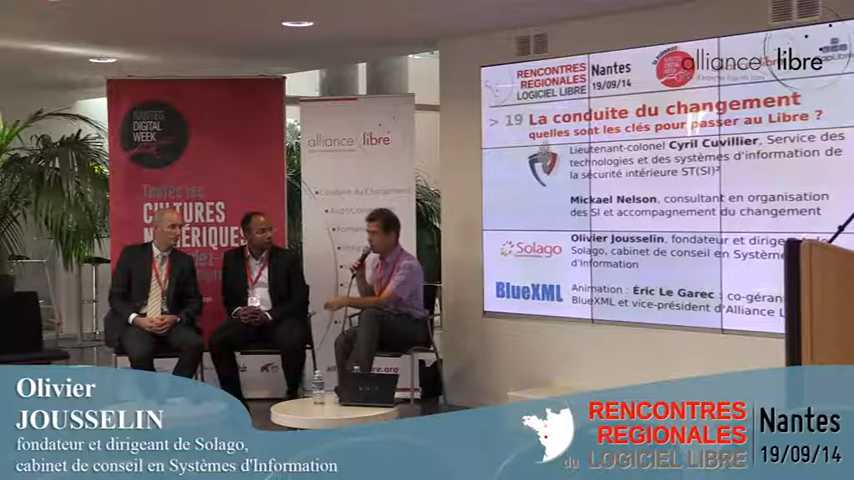 NANTES
DIGITAL
WEEK
Toutes les
CULTURES
NUMÉRIQUES
alliance libre
Conduite du Changement
RENCONTRES
REGIONALES
LOGICIEL LIBRE
Nantes
19/09/14
alliance libre
> 19
La conduite du changement
quelles sont les clés pour passer au Libre ?
Lieutenant-colonel Cyril Cuvillier, Service des
technologies et des systèmes d'information de
la sécurité intérieure ST(SI)²
Mickael Nelson, consultant en organisation
des SI et accompagnement du changement
Solago
Olivier Jousselin, fondateur et dirige
Solago, cabinet de conseil en Système
d'Information
BlueXML
Animation : Éric Le Garec : co-géran
BlueXML et vice-président d'Alliance L
Olivier
JOUSSELIN
fondateur et dirigeant de Solago,
cabinet de conseil en Systèmes d'Information
RENCONTRES
REGIONALES
du LOGICIEL LIBRE
Nantes
19/09/14